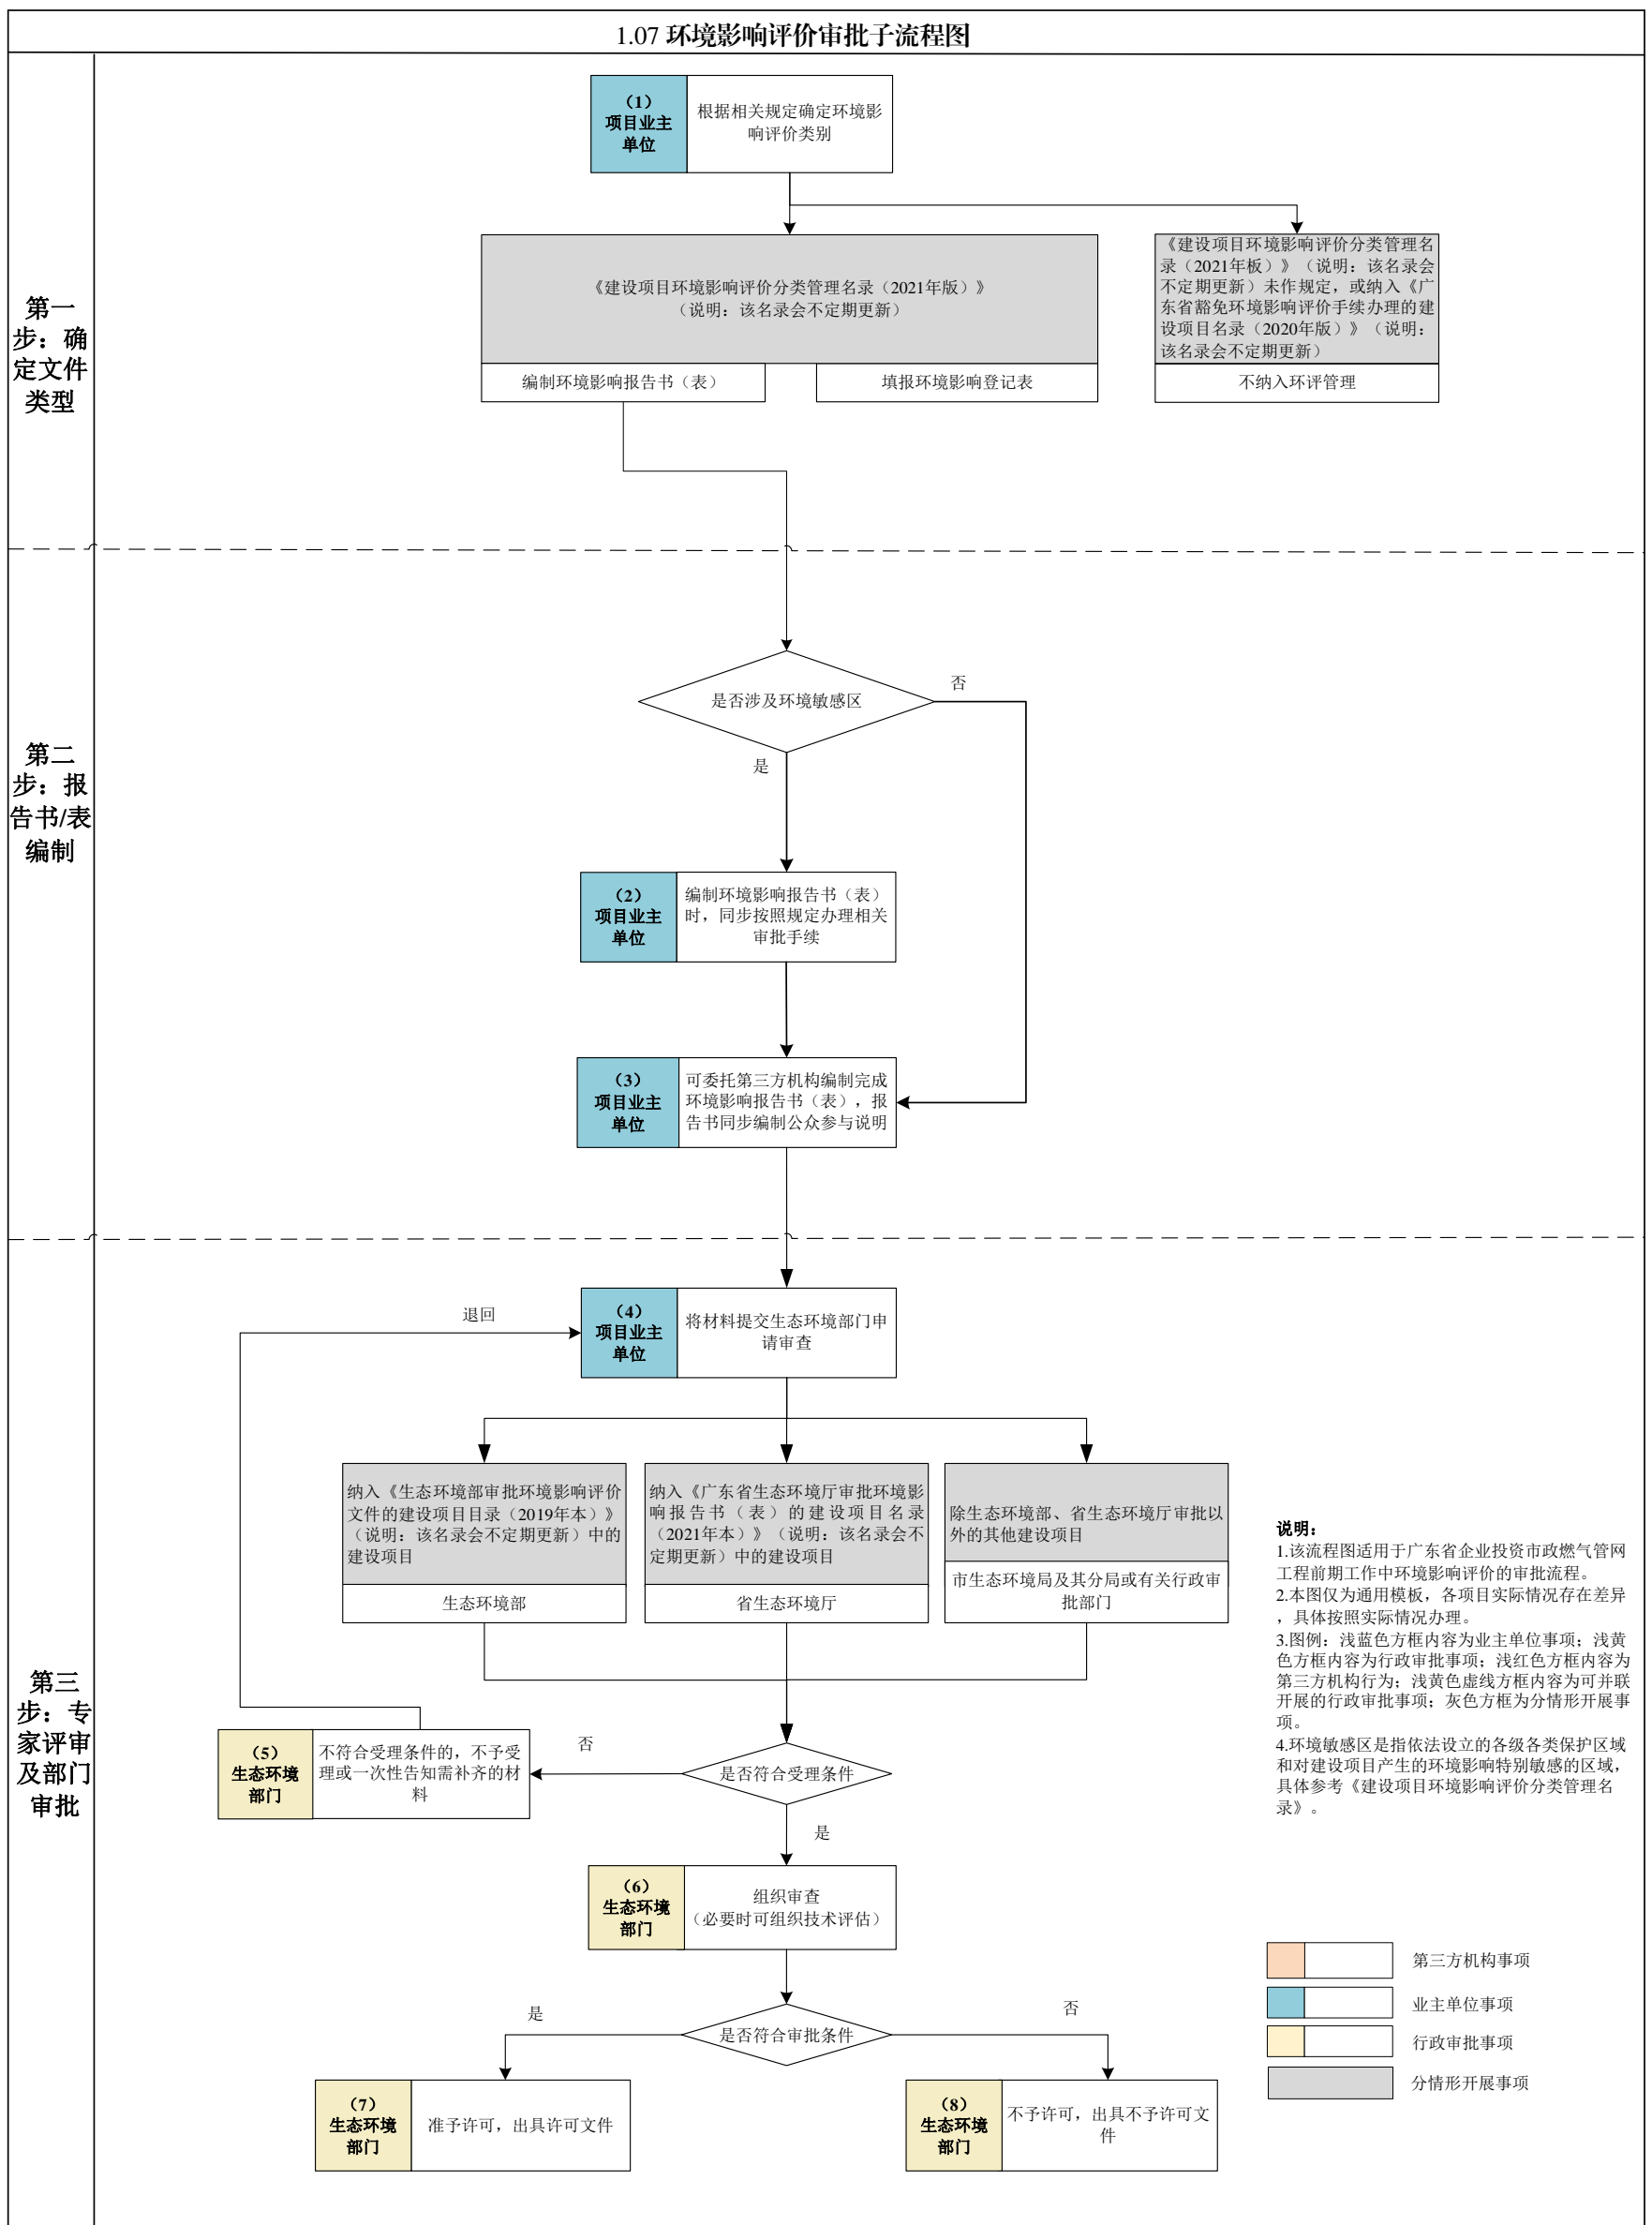 1.07 环境影响评价审批子流程图
第一
步：确
定文件
类型
（1）
项目业主
单位
根据相关规定确定环境影
响评价类别
《建设项目环境影响评价分类管理名录（2021年版）》
（说明：该名录会不定期更新）
编制环境影响报告书（表）
填报环境影响登记表
《建设项目环境影响评价分类管理名
录（2021年板）》（说明：该名录会
不定期更新）未作规定，或纳入《广
东省豁免环境影响评价手续办理的建
设项目名录（2020年版）》（说明：
该名录会不定期更新）
不纳入环评管理
第二
步：报
告书/表
编制
是否涉及环境敏感区
否
是
（2）
项目业主
单位
编制环境影响报告书（表）
时，同步按照规定办理相关
审批手续
（3）
项目业主
单位
可委托第三方机构编制完成
环境影响报告书（表），报
告书同步编制公众参与说明
第三
步：专
家评审
及部门
审批
退回
（4）
项目业主
单位
将材料提交生态环境部门申
请审查
纳入《生态环境部审批环境影响评价
文件的建设项目目录（2019年本）》
（说明：该名录会不定期更新）中的
建设项目
生态环境部
纳入《广东省生态环境厅审批环境影
响报告书（表）的建设项目名录
（2021年本）》（说明：该名录会不
定期更新）中的建设项目
省生态环境厅
除生态环境部、省生态环境厅审批以
外的其他建设项目
市生态环境局及其分局或有关行政审
批部门
（5）
生态环境
部门
不符合受理条件的，不予受
理或一次性告知需补齐的材
料
否
是否符合受理条件
是
（6）
生态环境
部门
组织审查
（必要时可组织技术评估）
是
是否符合审批条件
否
（7）
生态环境
部门
准予许可，出具许可文件
（8）
生态环境
部门
不予许可，出具不予许可文
件
说明：
1.该流程图适用于广东省企业投资市政燃气管网
工程前期工作中环境影响评价的审批流程。
2.本图仅为通用模板，各项目实际情况存在差异
，具体按照实际情况办理。
3.图例：浅蓝色方框内容为业主单位事项；浅黄
色方框内容为行政审批事项；浅红色方框内容为
第三方机构行为；浅黄色虚线方框内容为可并联
开展的行政审批事项；灰色方框为分情形开展事
项。
4.环境敏感区是指依法设立的各级各类保护区域
和对建设项目产生的环境影响特别敏感的区域，
具体参考《建设项目环境影响评价分类管理名
录》。
第三方机构事项
业主单位事项
行政审批事项
分情形开展事项